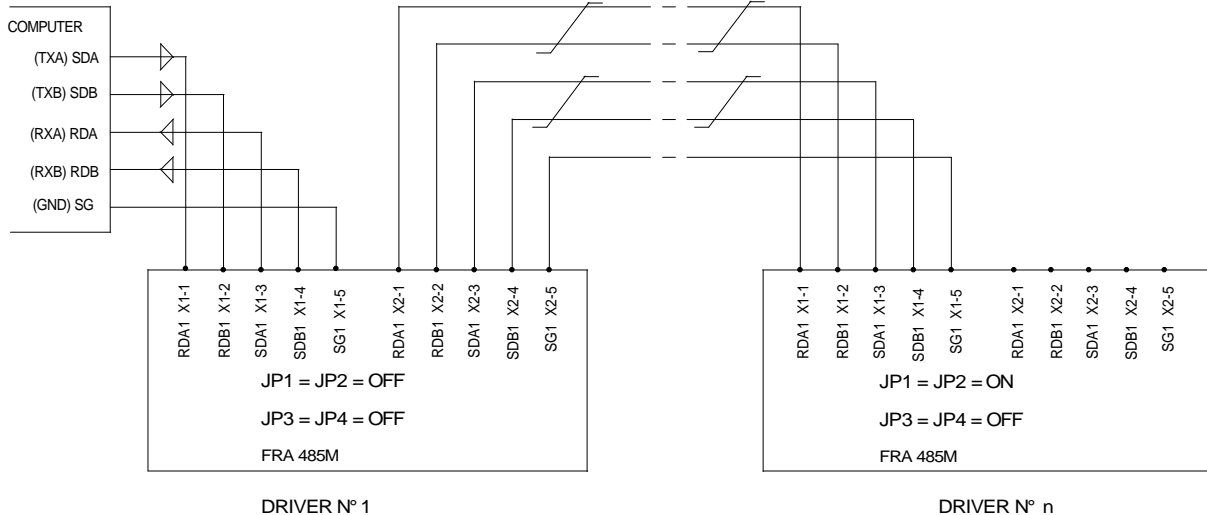 COMPUTER
(TXA) SDA
(TXB) SDB
(RXA) RDA
(RXB) RDB
(GND) SG
RDA1 X1-1
RDB1 X1-2
SDA1 X1-3
SDB1 X1-4
SG1 X1-5
RDA1 X2-1
RDB1 X2-2
SDA1 X2-3
SDB1 X2-4
SG1 X2-5
JP1 = JP2 = OFF
JP3 = JP4 = OFF
FRA 485M
DRIVER N° 1
RDA1 X1-1
RDB1 X1-2
SDA1 X1-3
SDB1 X1-4
SG1 X1-5
RDA1 X2-1
RDB1 X2-2
SDA1 X2-3
SDB1 X2-4
SG1 X2-5
JP1 = JP2 = ON
JP3 = JP4 = OFF
FRA 485M
DRIVER N° n